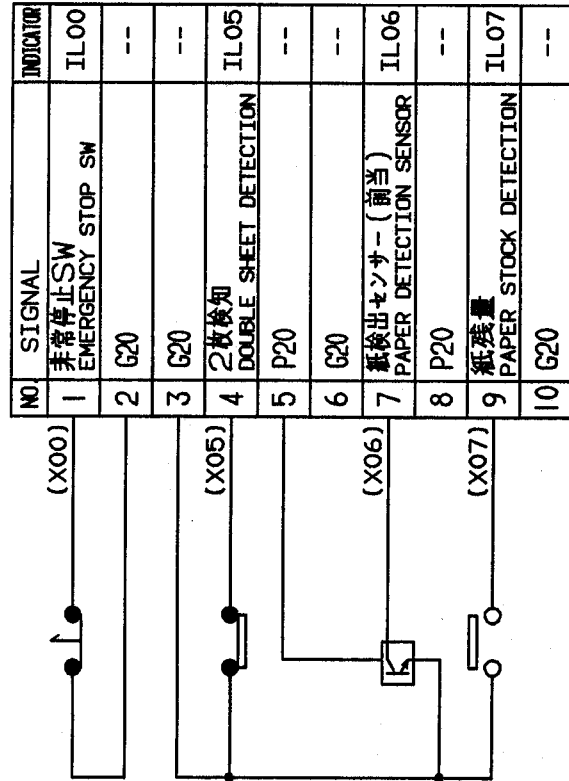 NO. SIGNAL INDICATOR
(X00) 1 非常停止SW IL00
EMERGENCY STOP SW
2 G20 --
3 G20 --
(X05) 4 2枚検知 IL05
DOUBLE SHEET DETECTION
5 P20 --
6 G20 --
(X06) 7 紙検出センサー(前当) IL06
PAPER DETECTION SENSOR
8 P20 --
(X07) 9 紙残量 IL07
PAPER STOCK DETECTION
10 G20 --